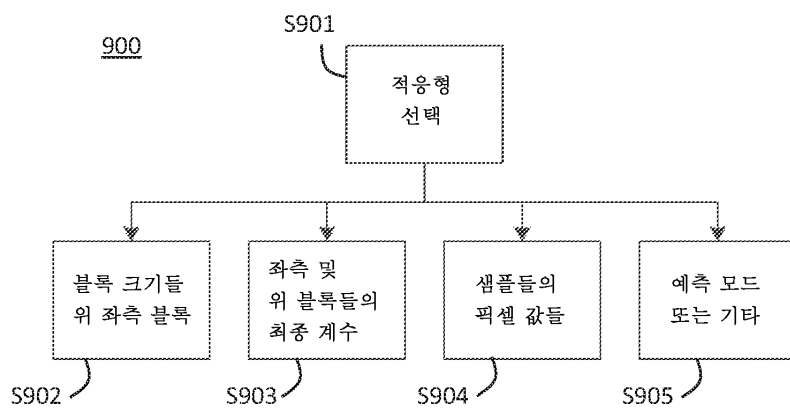 S901
900
적응형
선택
블록 크기들
위 좌측 블록
좌측 및
위 블록들의
최종 계수
샘플들의
픽셀 값들
예측 모드
또는 기타
S902
S903
S904
S905